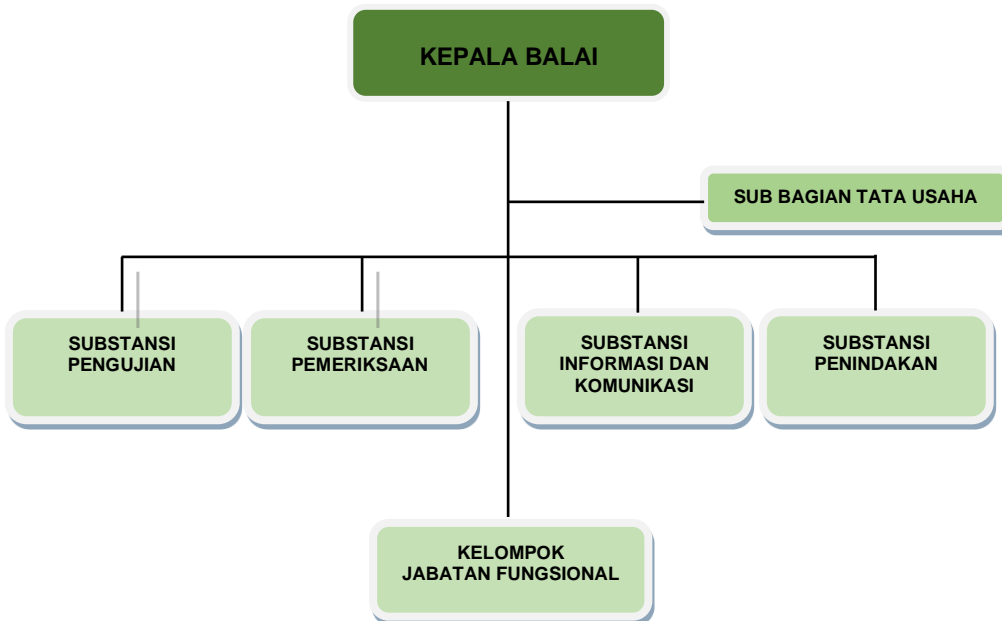 KEPALA BALAI
SUB BAGIAN TATA USAHA
SUBSTANSI
PENGUJIAN
SUBSTANSI
PEMERIKSAAN
SUBSTANSI
INFORMASI DAN
KOMUNIKASI
SUBSTANSI
PENINDAKAN
KELOMPOK
JABATAN FUNGSIONAL